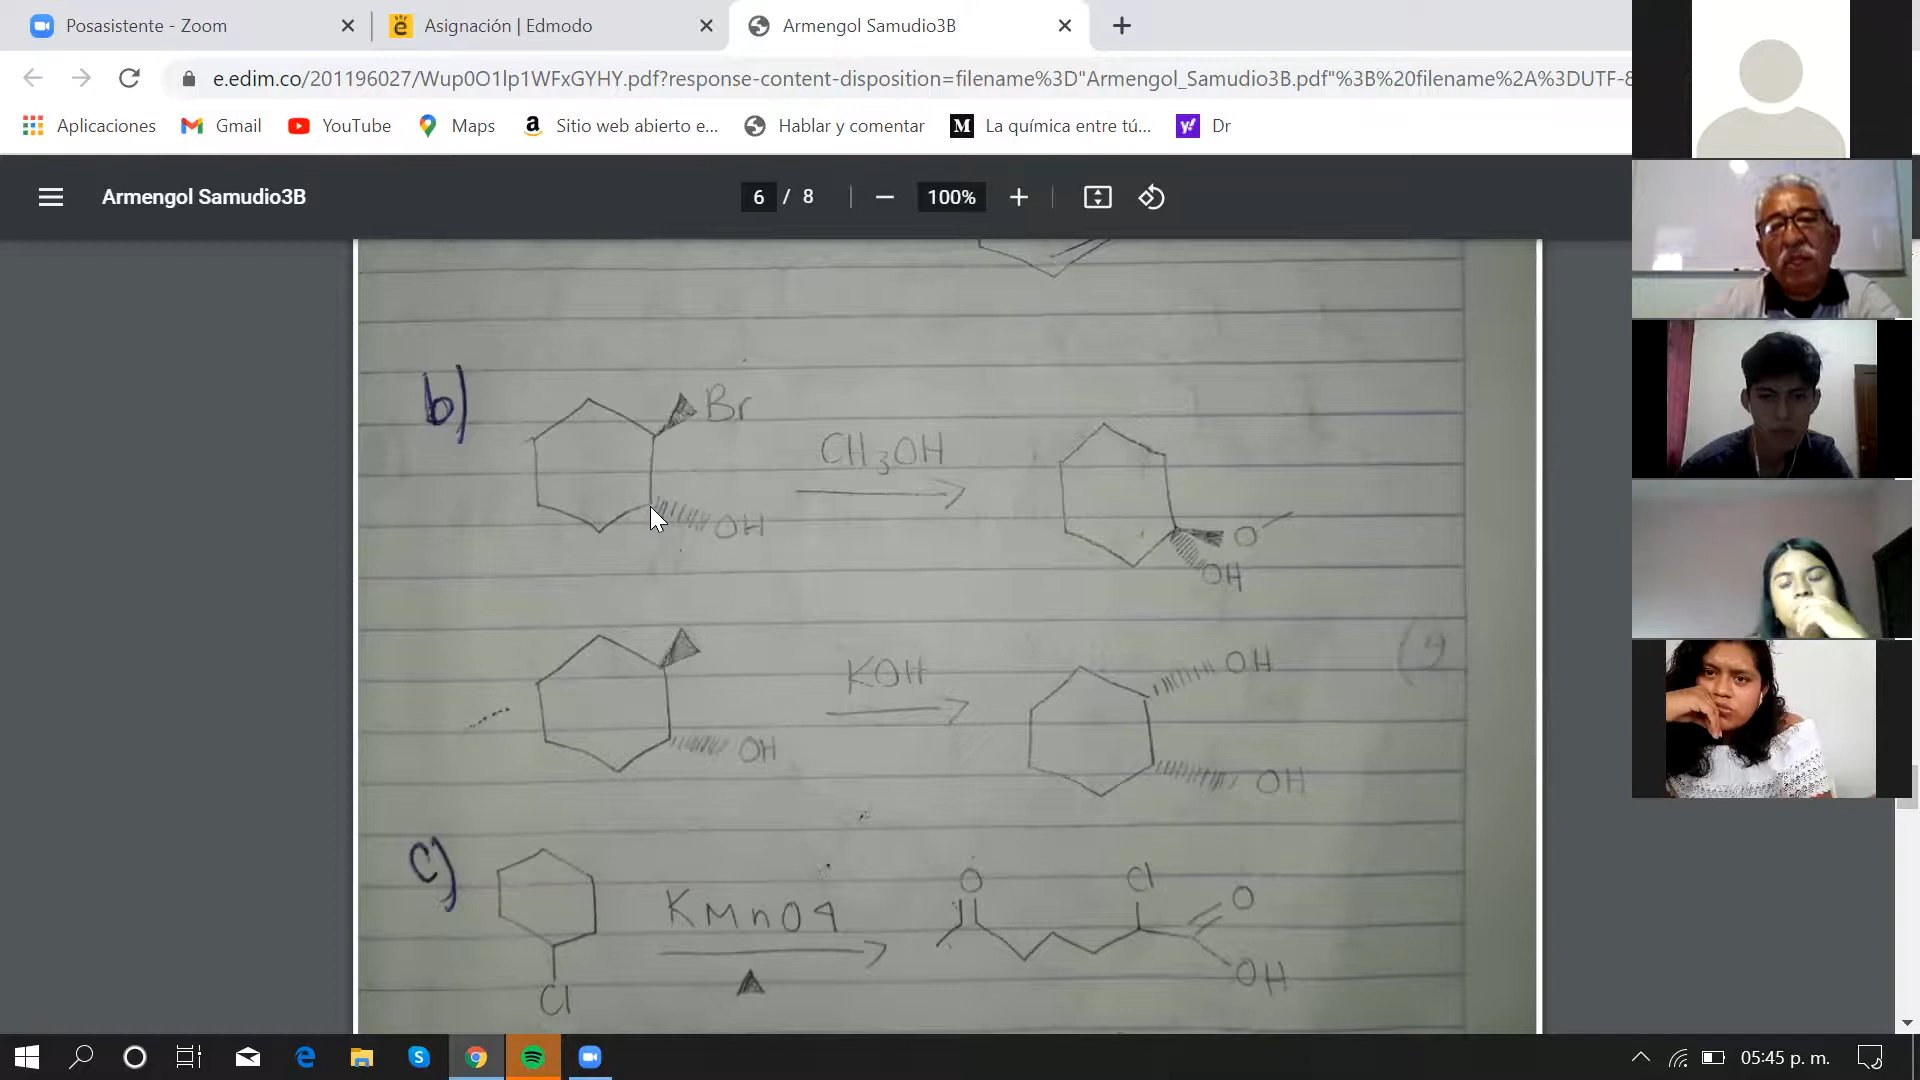 Posasistente - Zoom
Asignación | Edmodo
Armengol Samudio3B
e.edim.co/201196027/Wup0O1lp1WFxGYHY.pdf?response-content-disposition=filename%3D"Armengol_Samudio3B.pdf"%3B%20filename%2A%3DUTF-8
Aplicaciones
Gmail
YouTube
Maps
Sitio web abierto e...
Hablar y comentar
La química entre tú...
Dr
Armengol Samudio3B
6 / 8
100%
b)
Br
OH
CH3OH
O
OH
OH
KOH
OH
OH
c)
Cl
KMnO4
O
Cl
O
OH
05:45 p. m.